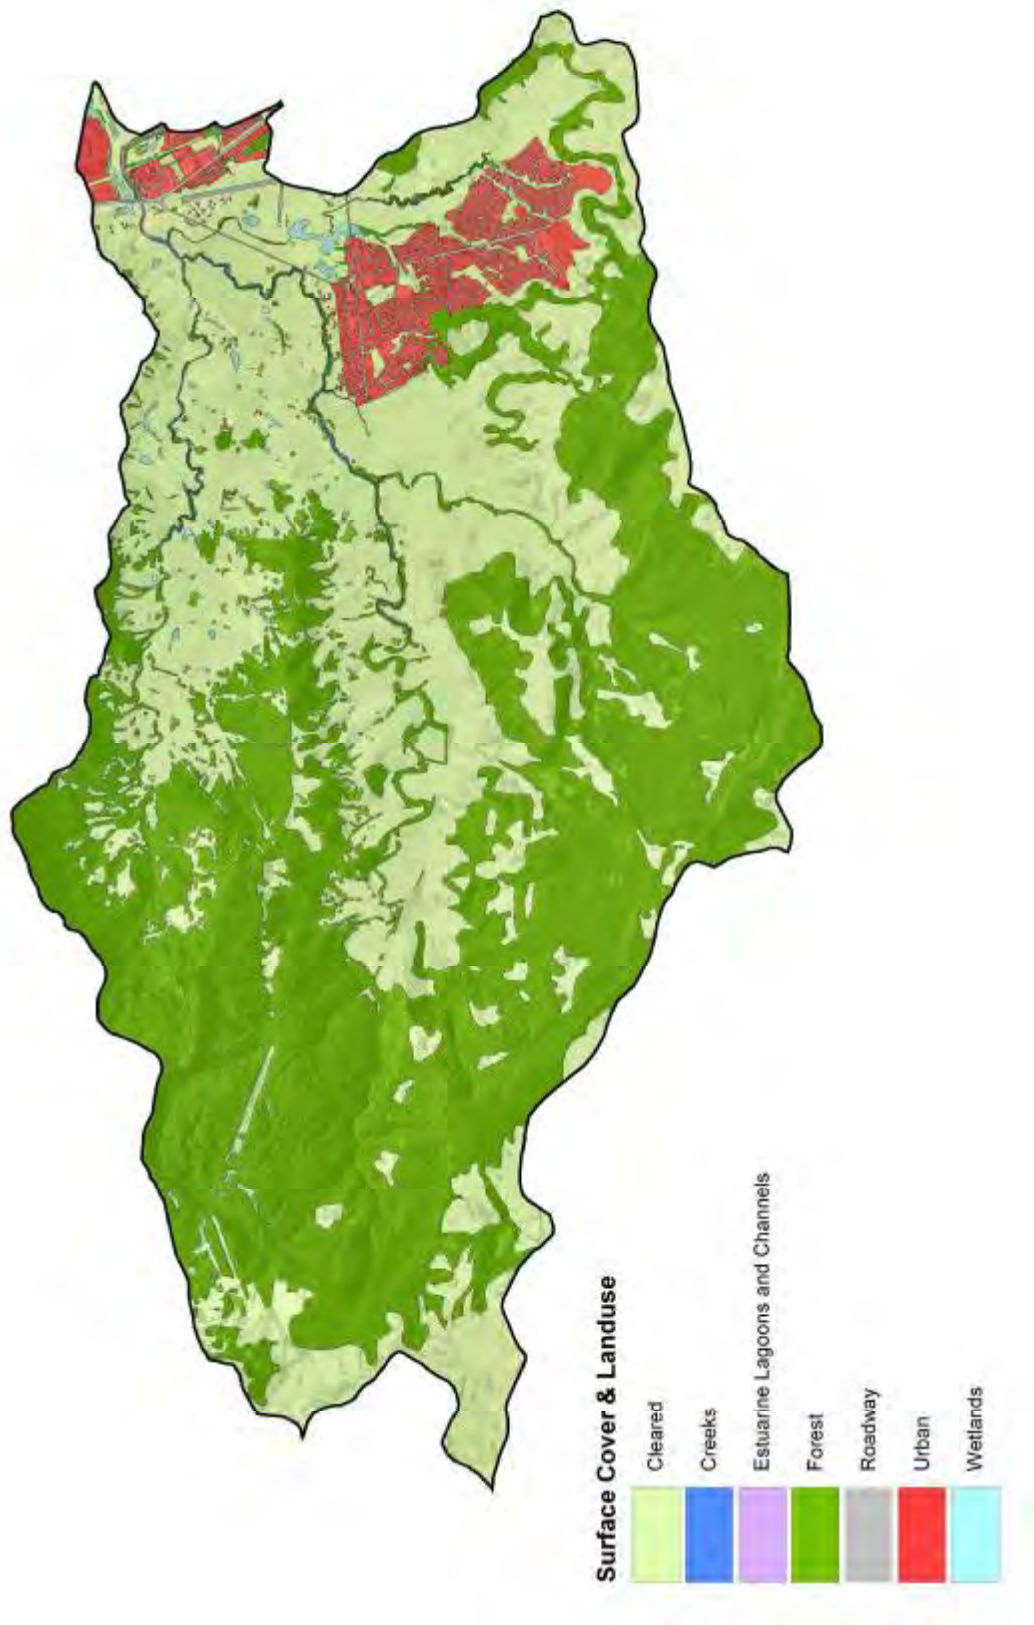 Surface Cover & Landuse
Cleared
Creeks
Estuarine Lagoons and Channels
Forest
Roadway
Urban
Wetlands